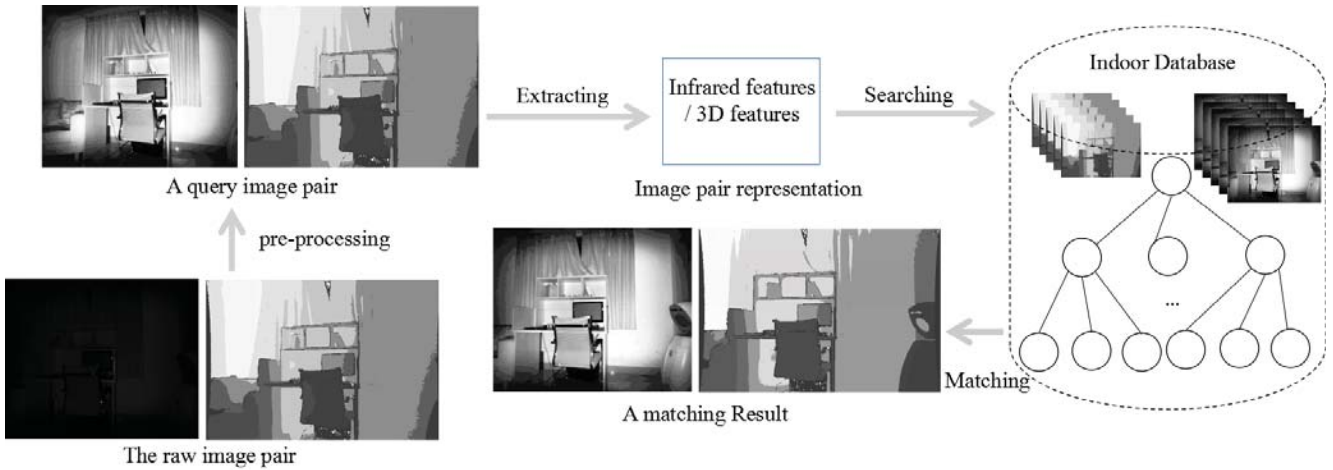 The raw image pair
pre-processing
A query image pair
Extracting
Infrared features
/ 3D features
Image pair representation
Searching
Indoor Database
...
Matching
A matching Result